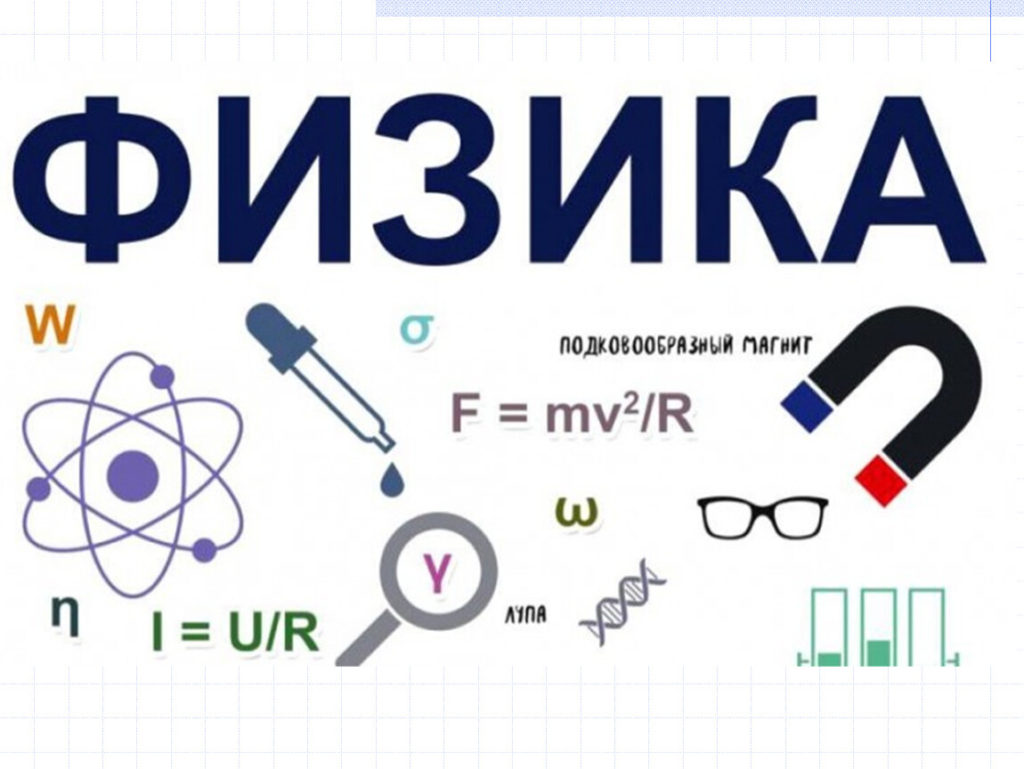 ФИЗИКА
W
σ
ПОДКОВООБРАЗНЫЙ МАГНИТ
F = mv²/R
ω
γ
η
I = U/R
ЛУПА